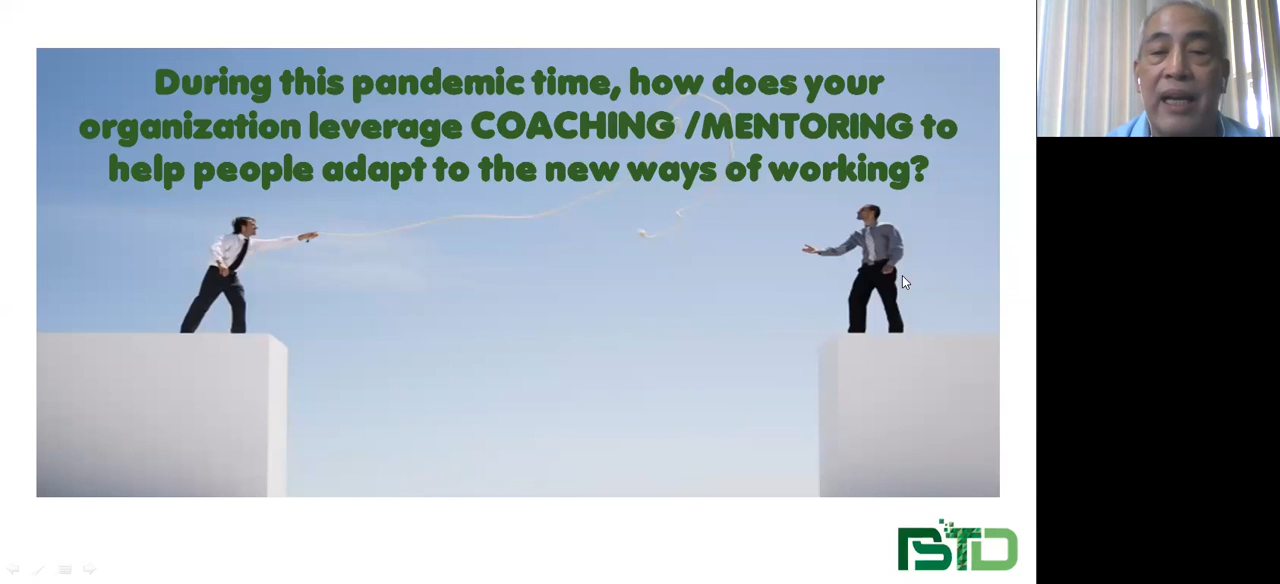 During this pandemic time, how does your
organization leverage COACHING /MENTORING to
help people adapt to the new ways of working?
PSTD